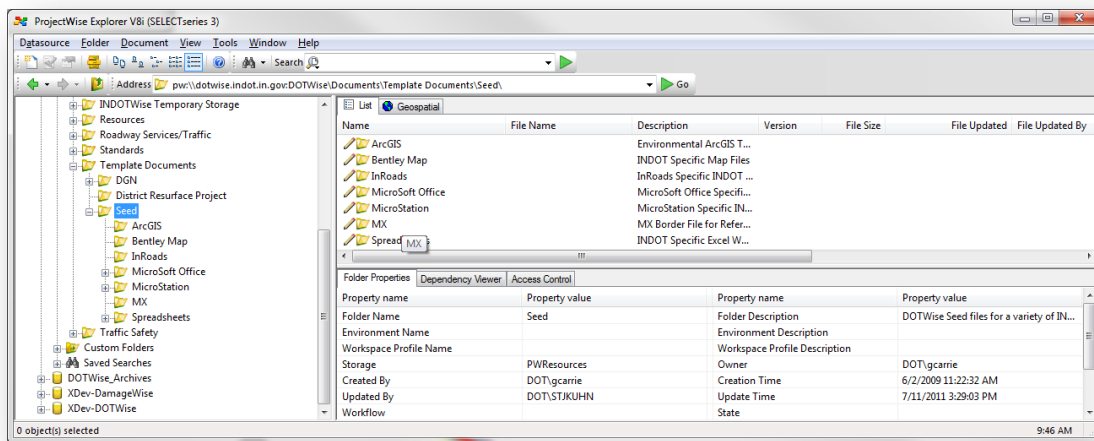 ProjectWise Explorer V8i (SELECTseries 3)
Datasource Folder Document View Tools Window Help
Search
Address pw:\\dotwise.indot.in.gov:DOTWise\Documents\Template Documents\Seed\ Go
INDOTWise Temporary Storage
Resources
Roadway Services/Traffic
Standards
Template Documents
DGN
District Resurface Project
Seed
ArcGIS
Bentley Map
InRoads
MicroSoft Office
MicroStation
MX
Spreadsheets
Traffic Safety
Custom Folders
Saved Searches
DOTWise_Archives
XDev-DamageWise
XDev-DOTWise
List Geospatial
Name File Name Description Version File Size File Updated File Updated By
ArcGIS Environmental ArcGIS T...
Bentley Map INDOT Specific Map Files
InRoads InRoads Specific INDOT ...
MicroSoft Office MicroSoft Office Specifi...
MicroStation MicroStation Specific IN...
MX MX Border File for Refer...
MX INDOT Specific Excel W...
Folder Properties Dependency Viewer Access Control
Property name Property value Property name Property value
Folder Name Seed Folder Description DOTWise Seed files for a variety of IN...
Environment Name Environment Description
Workspace Profile Name Workspace Profile Description
Storage PWResources Owner DOT\gcarrie
Created By DOT\gcarrie Creation Time 6/2/2009 11:22:32 AM
Updated By DOT\STJKUHN Update Time 7/11/2011 3:29:03 PM
Workflow State
0 object(s) selected 9:46 AM